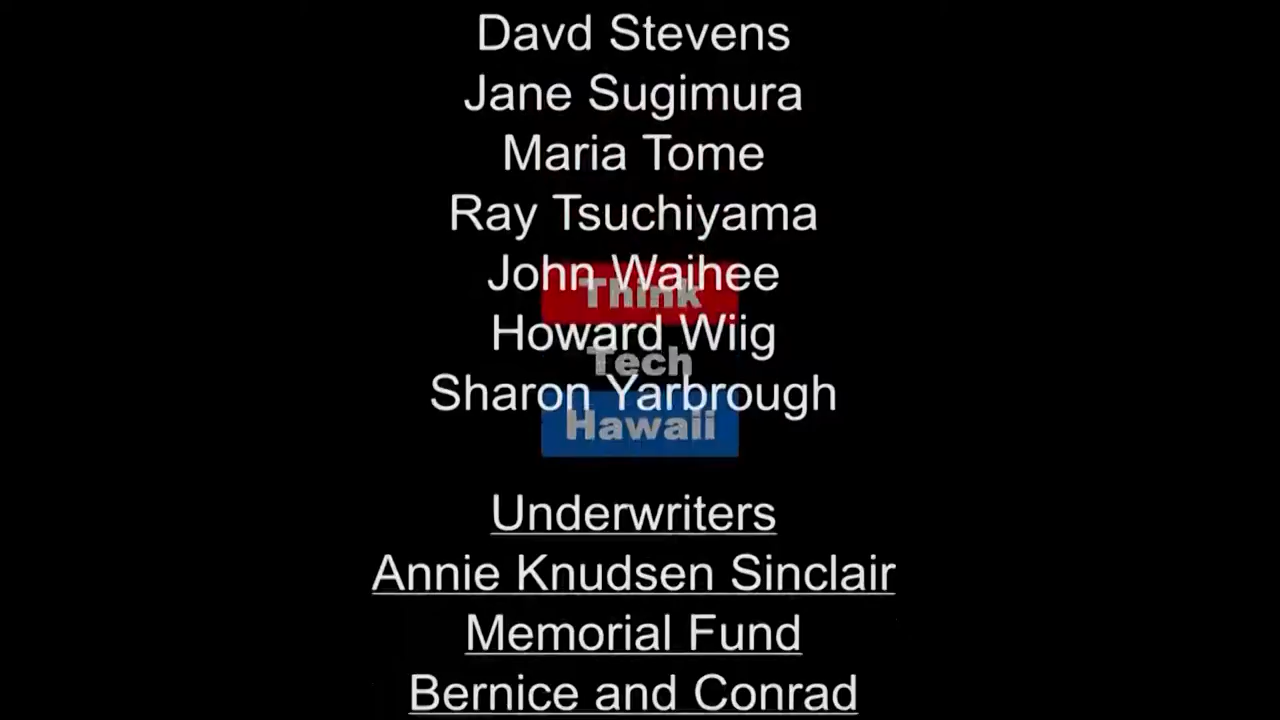 Davd Stevens
Jane Sugimura
Maria Tome
Ray Tsuchiyama
John Waihee
Think
Howard Wiig
Tech
Sharon Yarbrough
Hawaii
Underwriters
Annie Knudsen Sinclair
Memorial Fund
Bernice and Conrad